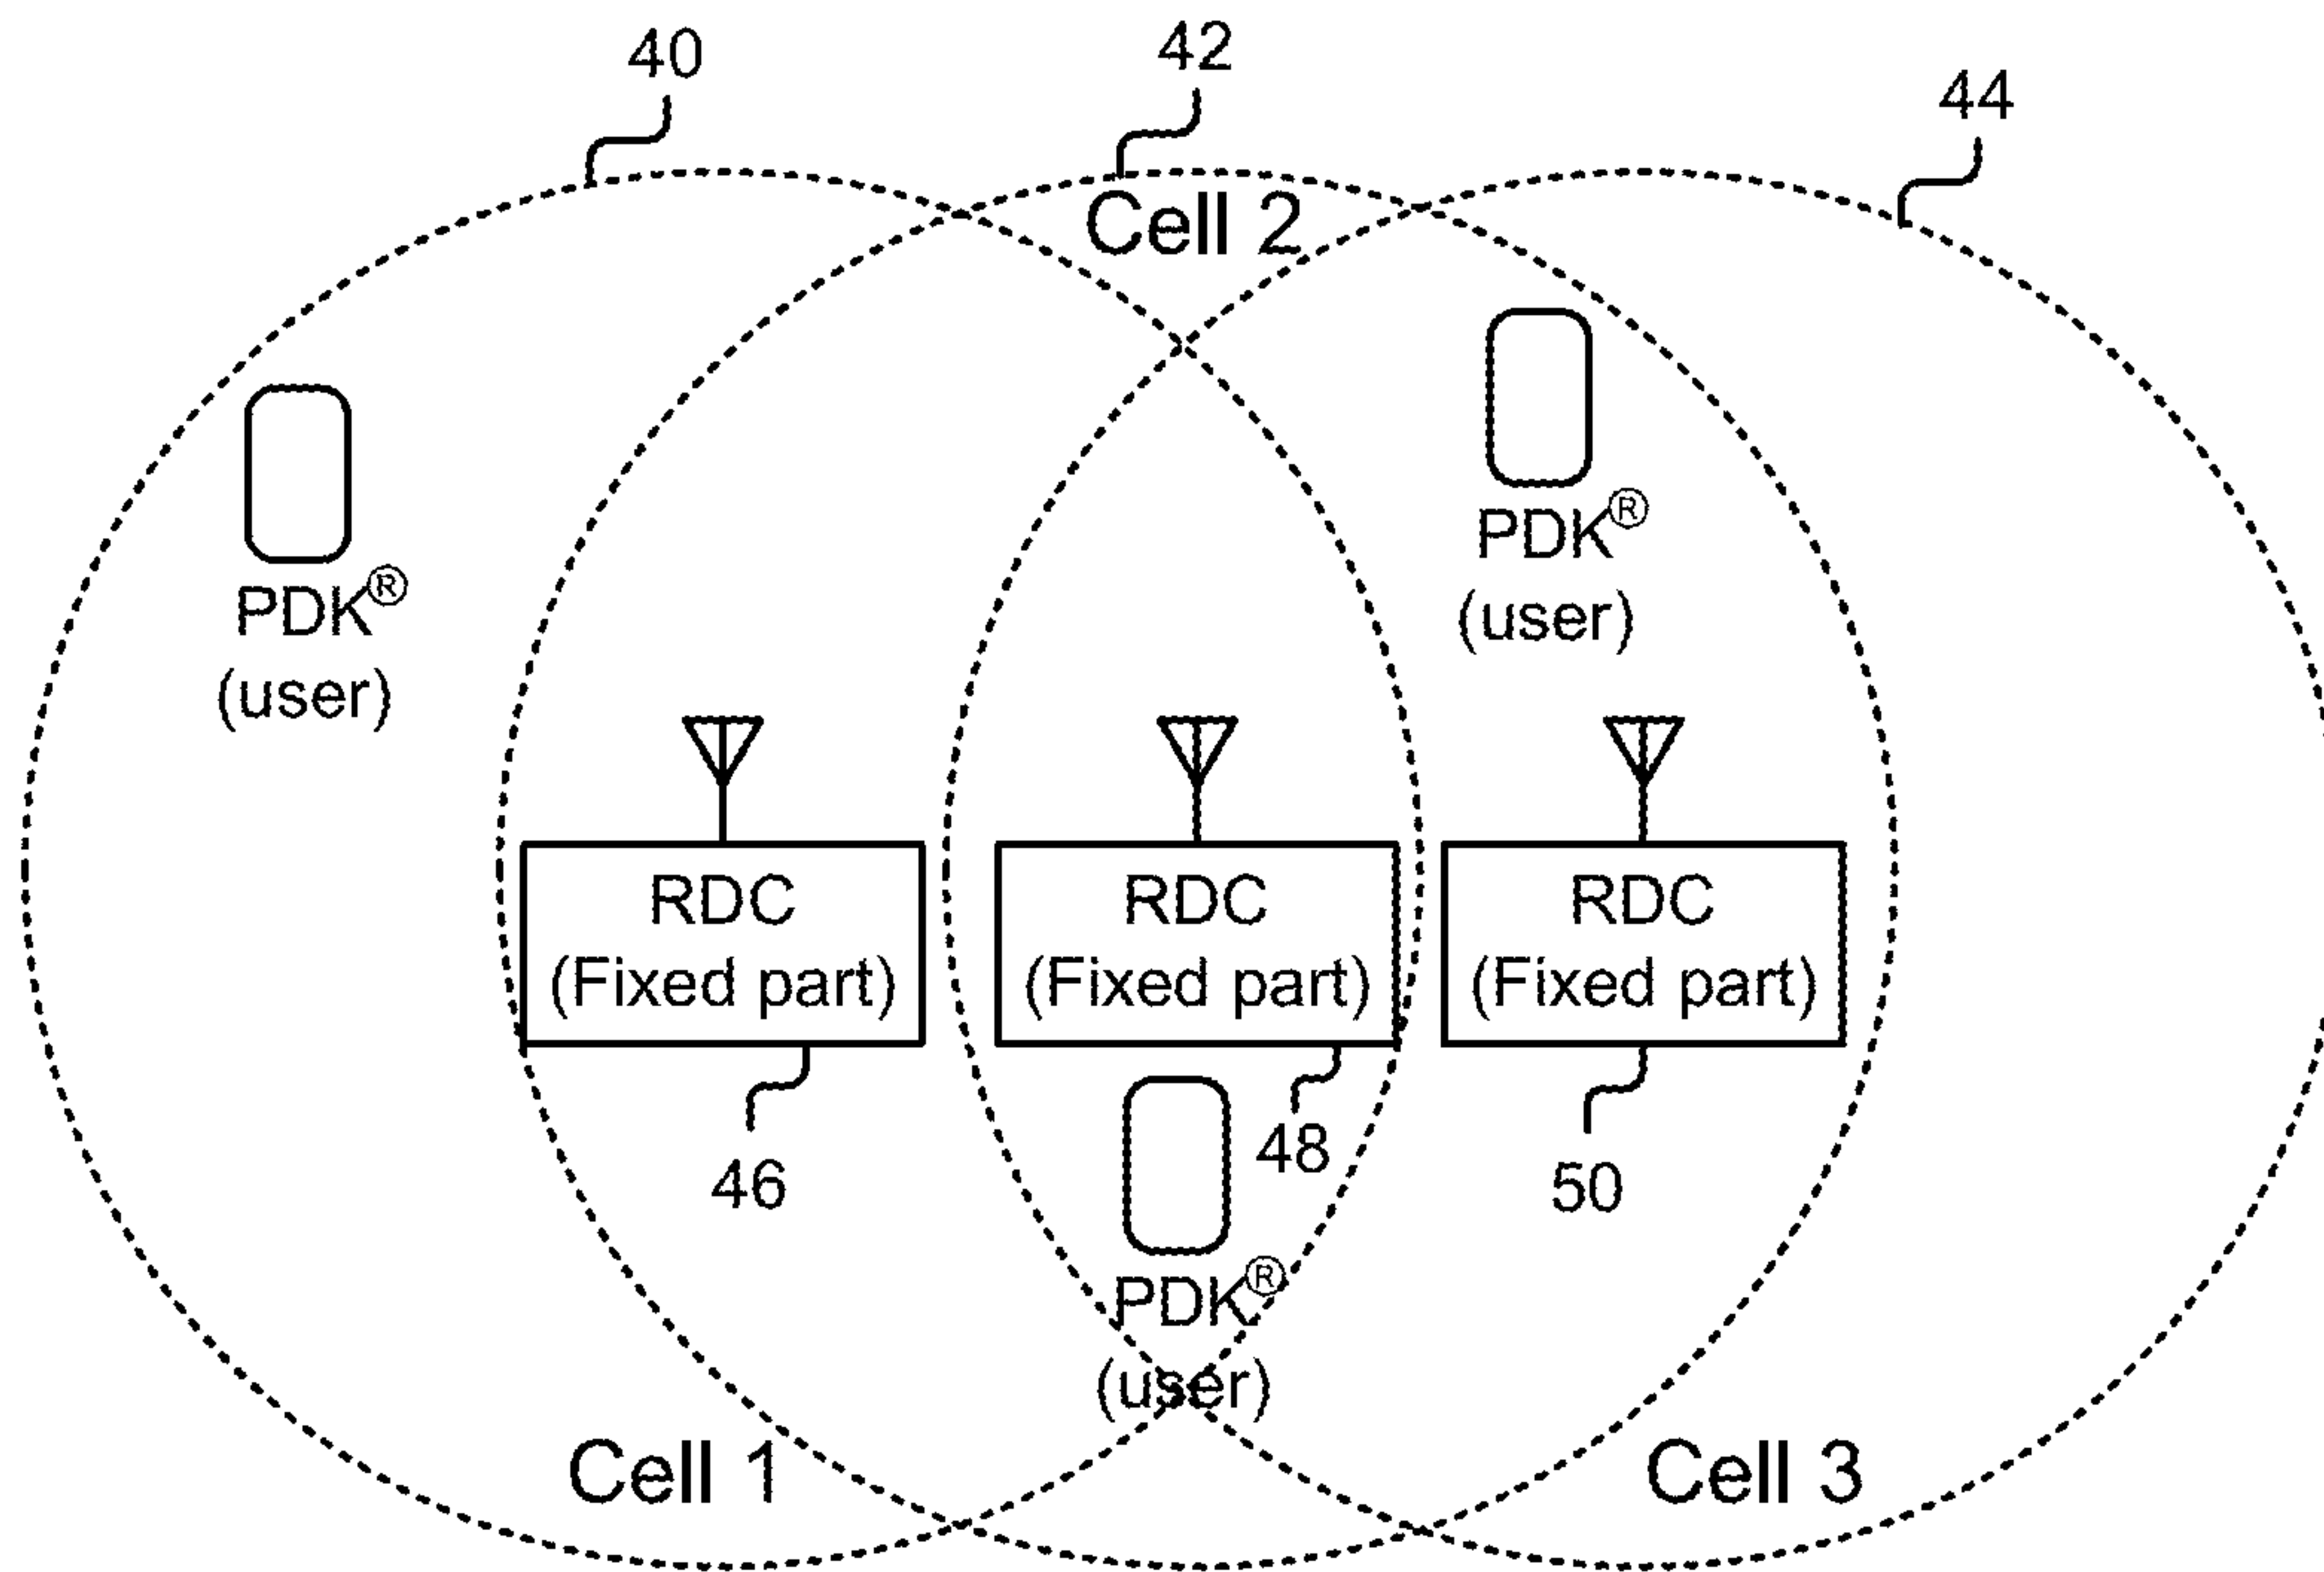 40
42
44
Cell 2
PDK®
(user)
PDK®
(user)
RDC
(Fixed part)
RDC
(Fixed part)
RDC
(Fixed part)
46
48
50
PDK®
(user)
Cell 1
Cell 3